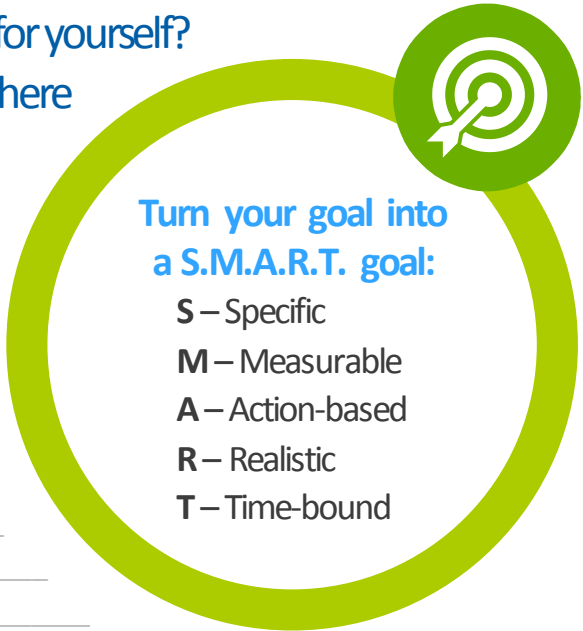 for yourself?
here
Turn your goal into
a S.M.A.R.T. goal:
S – Specific
M – Measurable
A – Action-based
R – Realistic
T – Time-bound